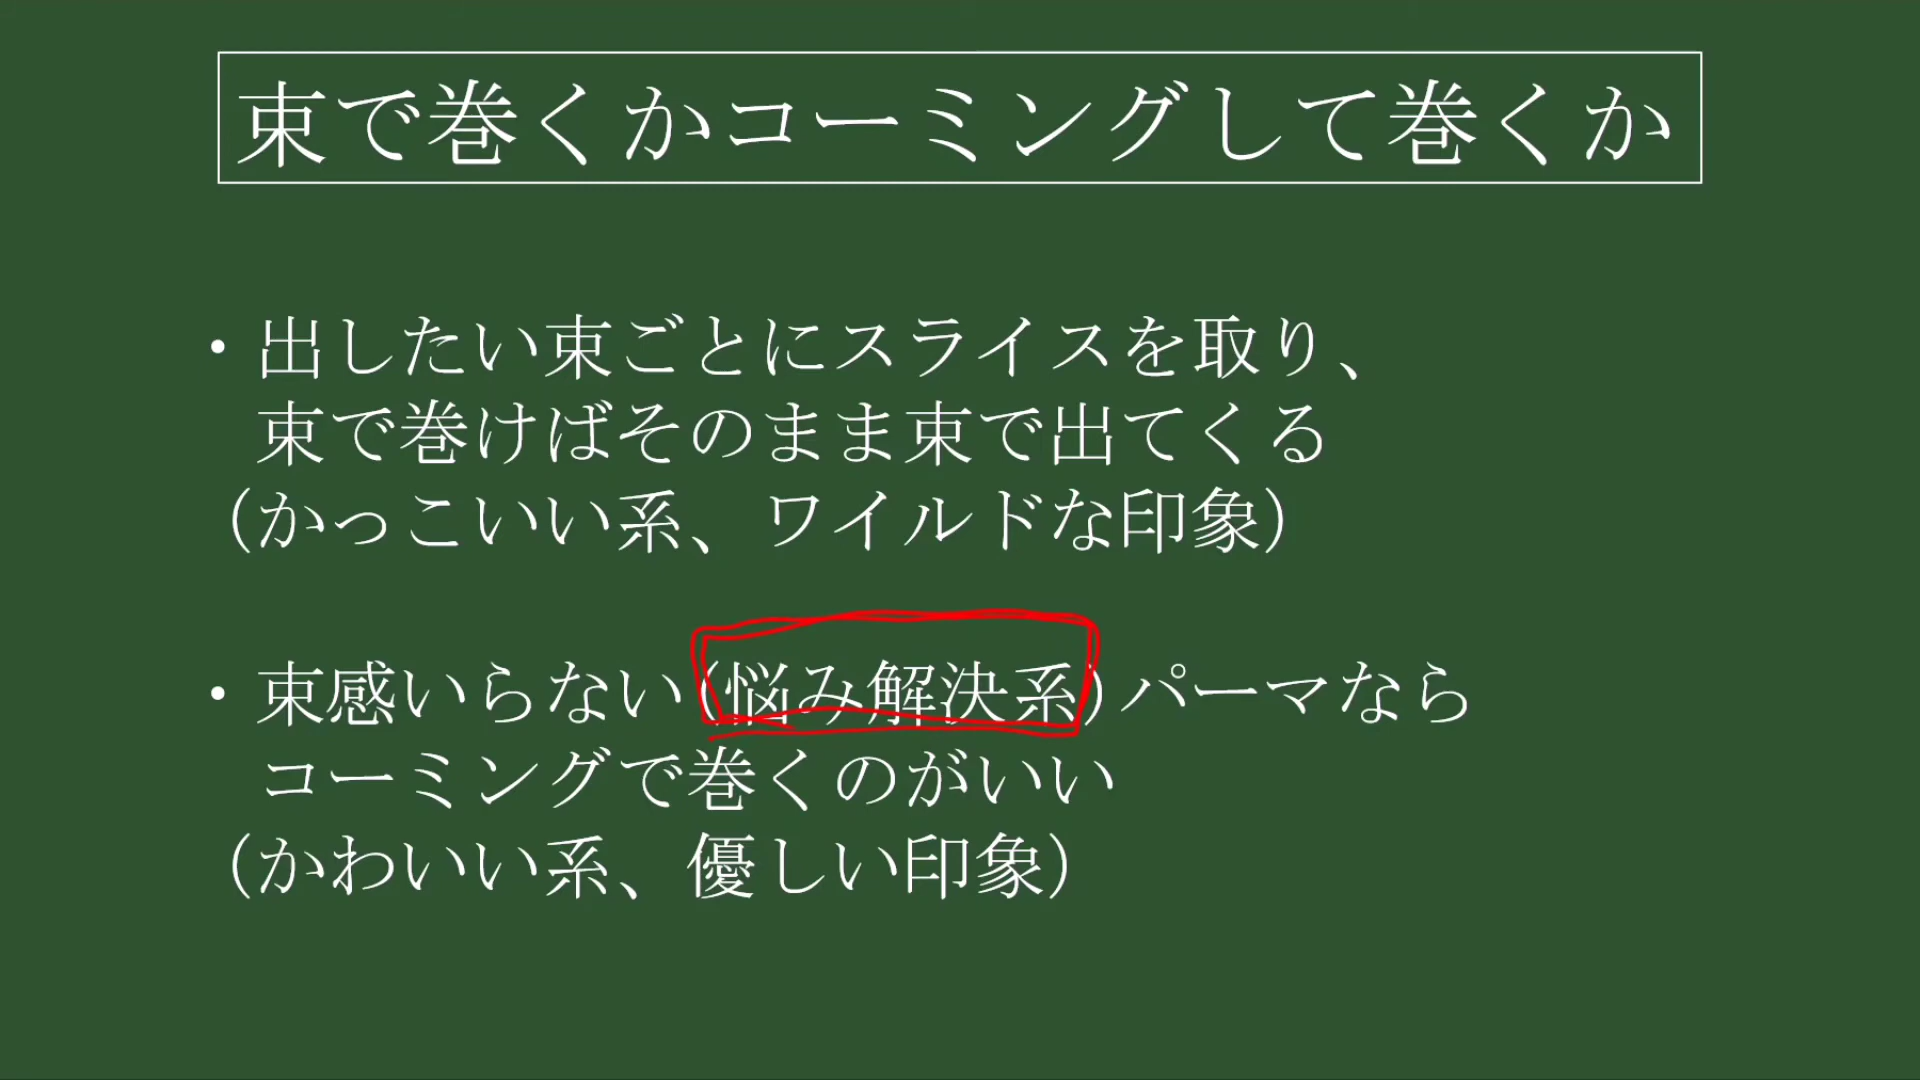 束で巻くかコーミングして巻くか
・出したい束ごとにスライスを取り、
束で巻けばそのまま束で出てくる
（かっこいい系、ワイルドな印象）
・束感いらない(悩み解決系)パーマなら
コーミングで巻くのがいい
（かわいい系、優しい印象）